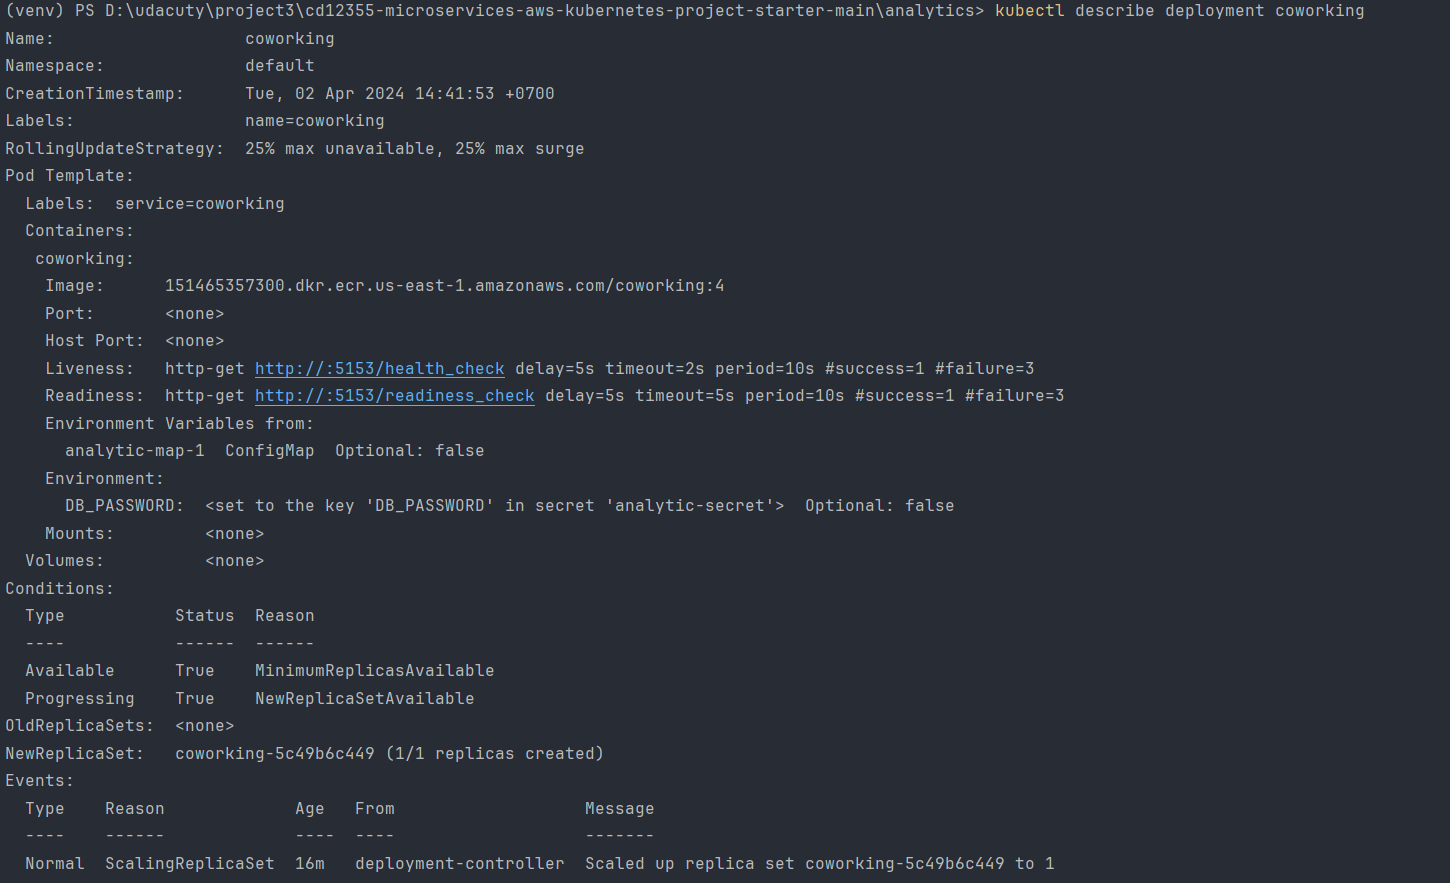 (venv) PS D:\udacuty\project3\cd12355-microservices-aws-kubernetes-project-starter-main\analytics> kubectl describe deployment coworking
Name:                   coworking
Namespace:              default
CreationTimestamp:      Tue, 02 Apr 2024 14:41:53 +0700
Labels:                 name=coworking
RollingUpdateStrategy:  25% max unavailable, 25% max surge
Pod Template:
  Labels:  service=coworking
  Containers:
   coworking:
    Image:      151465357300.dkr.ecr.us-east-1.amazonaws.com/coworking:4
    Port:       <none>
    Host Port:  <none>
    Liveness:   http-get http://:5153/health_check delay=5s timeout=2s period=10s #success=1 #failure=3
    Readiness:  http-get http://:5153/readiness_check delay=5s timeout=5s period=10s #success=1 #failure=3
    Environment Variables from:
      analytic-map-1  ConfigMap  Optional: false
    Environment:
      DB_PASSWORD:  <set to the key 'DB_PASSWORD' in secret 'analytic-secret'>  Optional: false
    Mounts:         <none>
  Volumes:          <none>
Conditions:
  Type           Status  Reason
  ----           ------  ------
  Available      True    MinimumReplicasAvailable
  Progressing    True    NewReplicaSetAvailable
OldReplicaSets:  <none>
NewReplicaSet:   coworking-5c49b6c449 (1/1 replicas created)
Events:
  Type    Reason             Age   From                   Message
  ----    ------             ----  ----                   -------
  Normal  ScalingReplicaSet  16m   deployment-controller  Scaled up replica set coworking-5c49b6c449 to 1